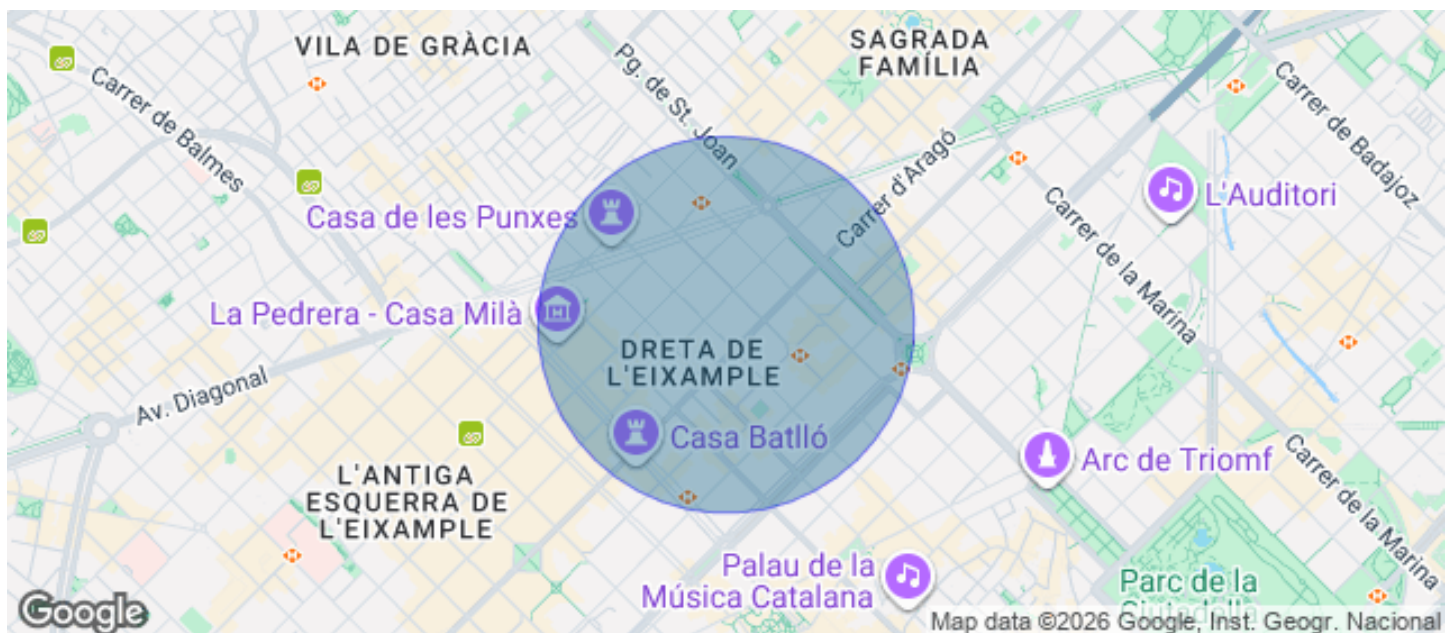 VILA DE GRÀCIA
SAGRADA
FAMÍLIA
Pg. de St. Joan
Carrer de Balmes
Carrer de Badajoz
Carrer d'Aragó
L'Auditori
Casa de les Punxes
Carrer de la Marina
La Pedrera - Casa Milà
DRETA DE
L'EIXAMPLE
Av. Diagonal
Casa Batlló
Arc de Triomf
L'ANTIGA
ESQUERRA DE
L'EIXAMPLE
Carrer de la Marina
Palau de la
Música Catalana
Parc de la
Ciutadella
Google
Map data ©2026 Google, Inst. Geogr. Nacional